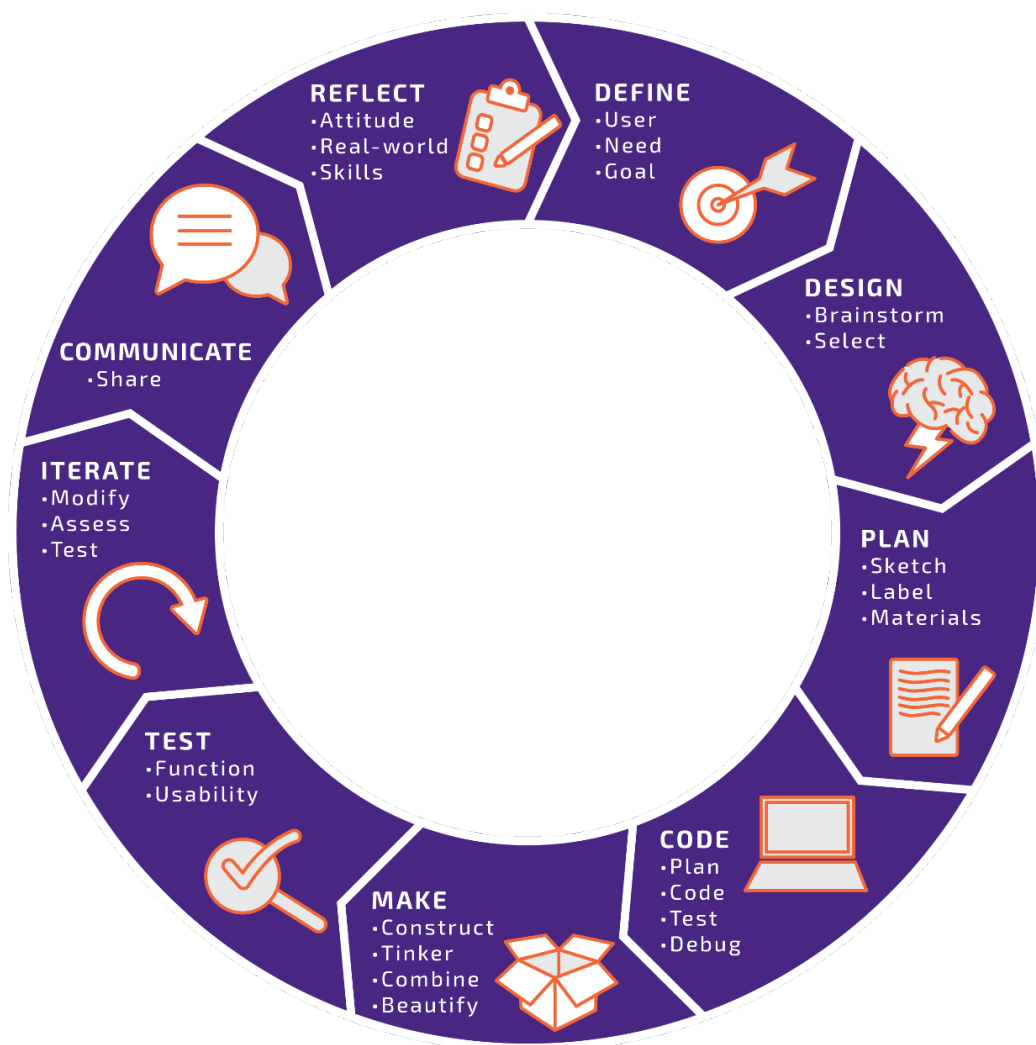 DEFINE
•User
•Need
•Goal
DESIGN
•Brainstorm
•Select
PLAN
•Sketch
•Label
•Materials
CODE
•Plan
•Code
•Test
•Debug
MAKE
•Construct
•Tinker
•Combine
•Beautify
TEST
•Function
•Usability
ITERATE
•Modify
•Assess
•Test
COMMUNICATE
•Share
REFLECT
•Attitude
•Real-world
•Skills